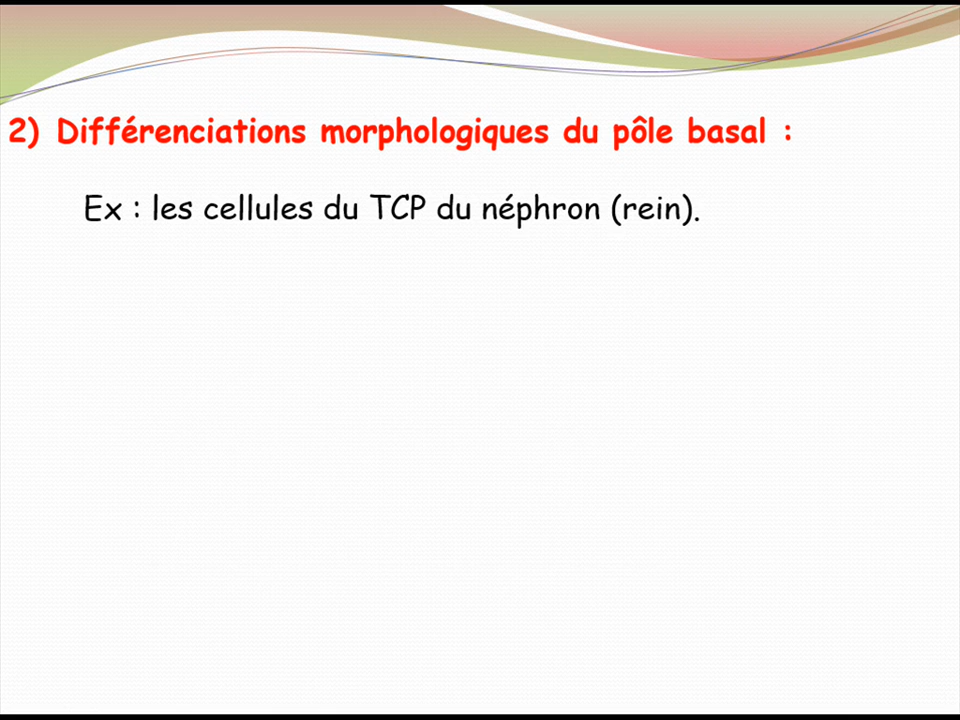 2) Différenciations morphologiques du pôle basal :
Ex : les cellules du TCP du néphron (rein).